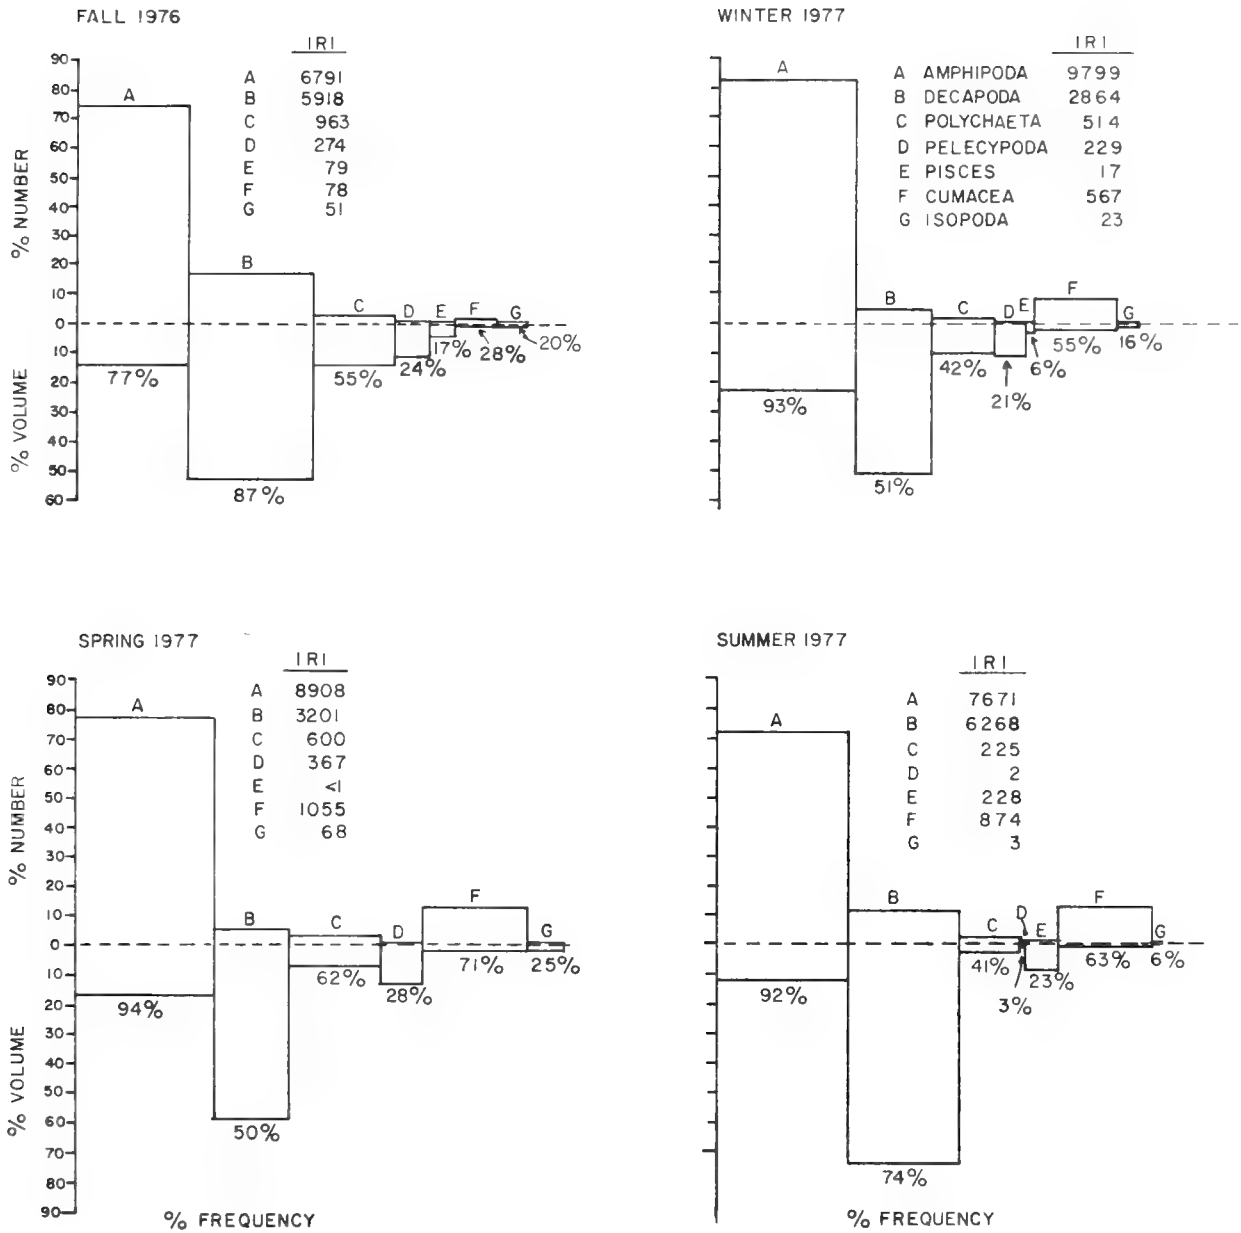 FALL 1976
IRI
A 6791
B 5918
C 963
D 274
E 79
F 78
G 51
90
80
70
60
50
40
30
20
10
0
10
20
30
40
50
60
% NUMBER
% VOLUME
A
B
C
D
E
F
G
77%
87%
55%
24%
17%
28%
20%
WINTER 1977
IRI
A AMPHIPODA 9799
B DECAPODA 2864
C POLYCHAETA 514
D PELECYPODA 229
E PISCES 17
F CUMACEA 567
G ISOPODA 23
A
B
C
D
E
F
G
93%
51%
42%
21%
6%
55%
16%
SPRING 1977
IRI
A 8908
B 3201
C 600
D 367
E <1
F 1055
G 68
90
80
70
60
50
40
30
20
10
0
10
20
30
40
50
60
70
80
90
% NUMBER
% VOLUME
A
B
C
D
F
G
94%
50%
62%
28%
71%
25%
% FREQUENCY
SUMMER 1977
IRI
A 7671
B 6268
C 225
D 2
E 228
F 874
G 3
A
B
C
D
E
F
G
92%
74%
41%
3%
23%
63%
6%
% FREQUENCY